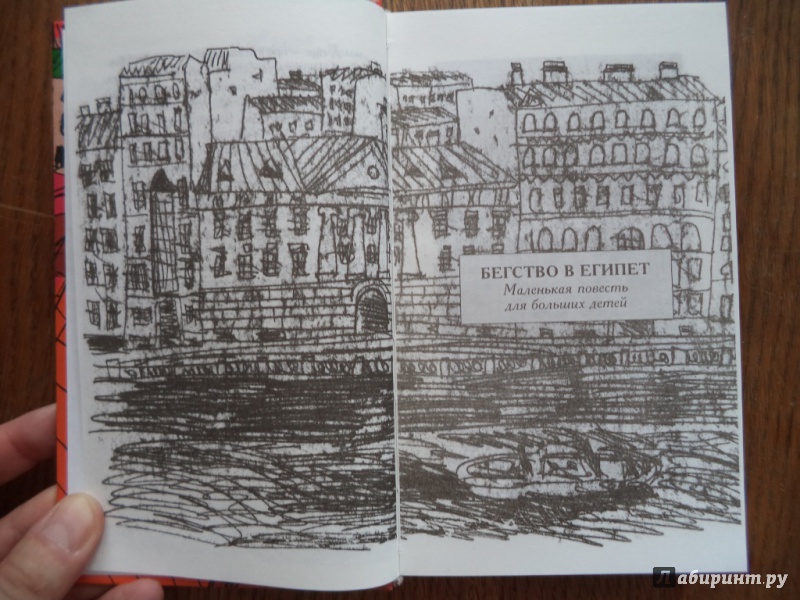 БЕГСТВО В ЕГИПЕТ
Маленькая повесть
для больших детей
Лабиринт.ру